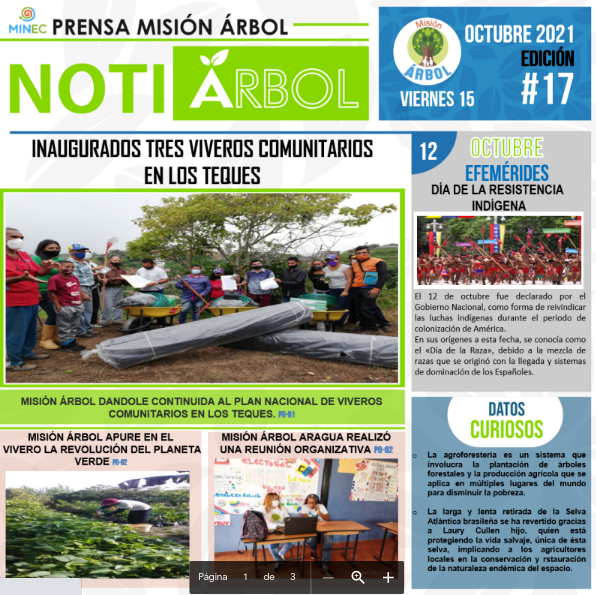 MINEC PRENSA MISIÓN ÁRBOL
NOTI ÁRBOL
Misión
ÁRBOL
OCTUBRE 2021
EDICIÓN
VIERNES 15 #17
INAUGURADOS TRES VIVEROS COMUNITARIOS
EN LOS TEQUES
MISIÓN ÁRBOL DANDOLE CONTINUIDA AL PLAN NACIONAL DE VIVEROS
COMUNITARIOS EN LOS TEQUES. PG-01
MISIÓN ÁRBOL APURE EN EL
VIVERO LA REVOLUCIÓN DEL PLANETA
VERDE PG-02
MISIÓN ÁRBOL ARAGUA REALIZÓ
UNA REUNIÓN ORGANIZATIVA PG-02
12 OCTUBRE
EFEMÉRIDES
DÍA DE LA RESISTENCIA
INDÍGENA
El 12 de octubre fue declarado por el
Gobierno Nacional, como forma de reivindicar
las luchas indígenas durante el periodo de
colonización de América.
En sus orígenes a esta fecha, se conocía como
el «Día de la Raza», debido a la mezcla de
razas que se originó con la llegada y sistemas
de dominación de los Españoles.
DATOS
CURIOSOS
La agroforestería es un sistema que
involucra la plantación de árboles
forestales y la producción agrícola que se
aplica en múltiples lugares del mundo
para disminuir la pobreza.
La larga y lenta retirada de la Selva
Atlántica brasileña se ha revertido gracias
a Laury Cullen hijo, quien está
protegiendo la vida salvaje, única de ésta
selva, implicando a los agricultores
locales en la conservación y rstauración
de la naturaleza endémica del espacio.
Página 1 de 3